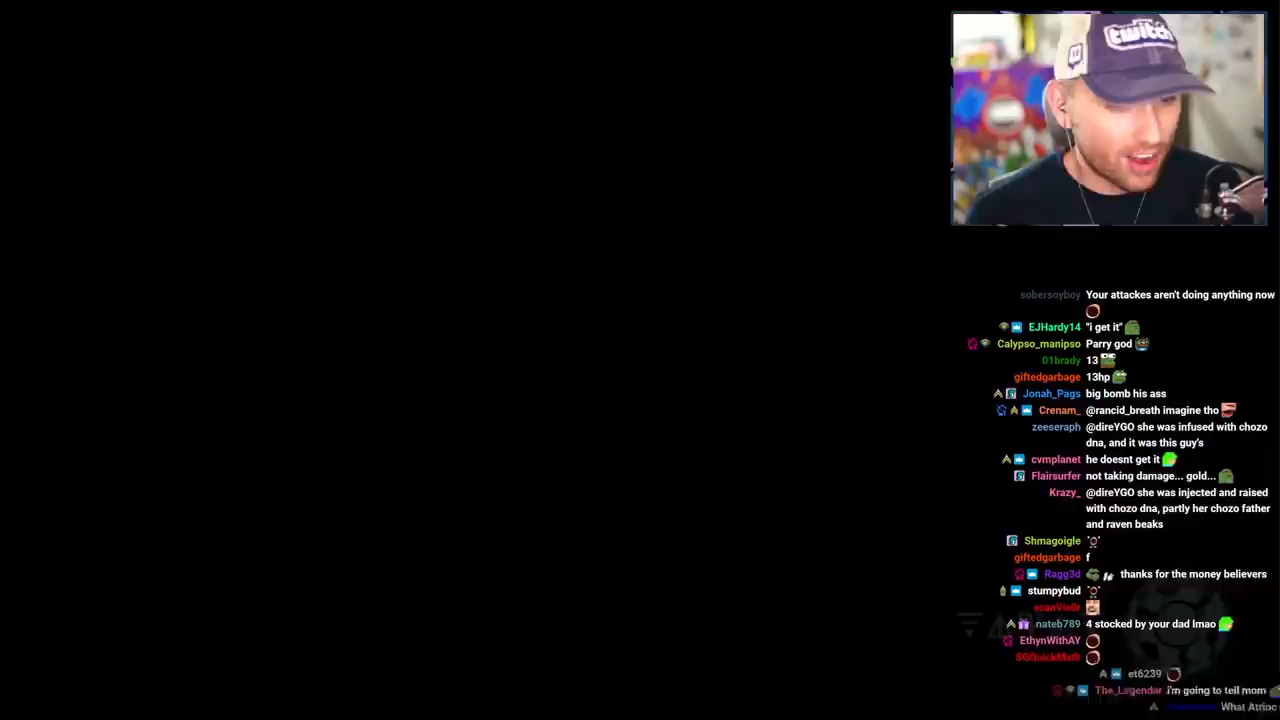 twitch
sobersoyboy Your attackes aren't doing anything now
EJHardy14 "i get it"
Calypso_manipso Parry god
01brady 13
giftedgarbage 13hp
Jonah_Pags big bomb his ass
Crenam_ @rancid_breath imagine tho
zeeseraph @direYGO she was infused with chozo
dna, and it was this guy's
cvmplanet he doesnt get it
Flairsurfer not taking damage... gold...
Krazy_ @direYGO she was injected and raised
with chozo dna, partly her chozo father
and raven beaks
Shmagoigle
giftedgarbage f
Ragg3d thanks for the money believers
stumpybud
scanVis0r
nateb789 4 stocked by your dad lmao
EthynWithAY
SGQuickMath
et6239
The_Legendar i'm going to tell mom
What